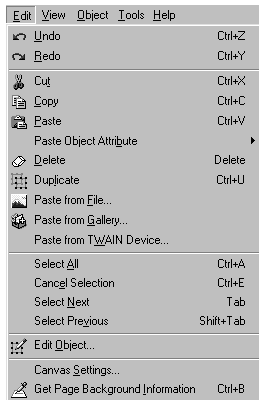 Edit View Object Tools Help
Undo Ctrl+Z
Redo Ctrl+Y
Cut Ctrl+X
Copy Ctrl+C
Paste Ctrl+V
Paste Object Attribute
Delete Delete
Duplicate Ctrl+U
Paste from File...
Paste from Gallery...
Paste from TWAIN Device...
Select All Ctrl+A
Cancel Selection Ctrl+E
Select Next Tab
Select Previous Shift+Tab
Edit Object...
Canvas Settings...
Get Page Background Information Ctrl+B